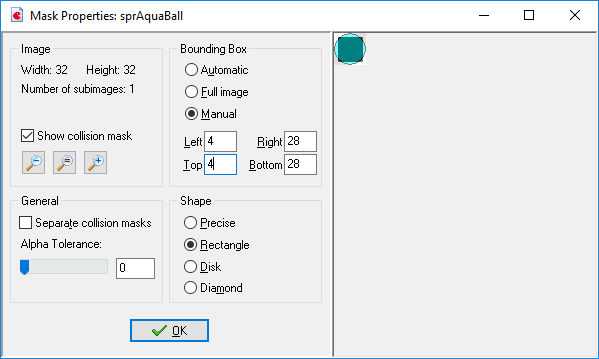 Mask Properties: sprAquaBall
Image
Width: 32 Height: 32
Number of subimages: 1
Show collision mask
Bounding Box
Automatic
Full image
Manual
Left 4 Right 28
Top 4 Bottom 28
General
Separate collision masks
Alpha Tolerance:
0
Shape
Precise
Rectangle
Disk
Diamond
OK